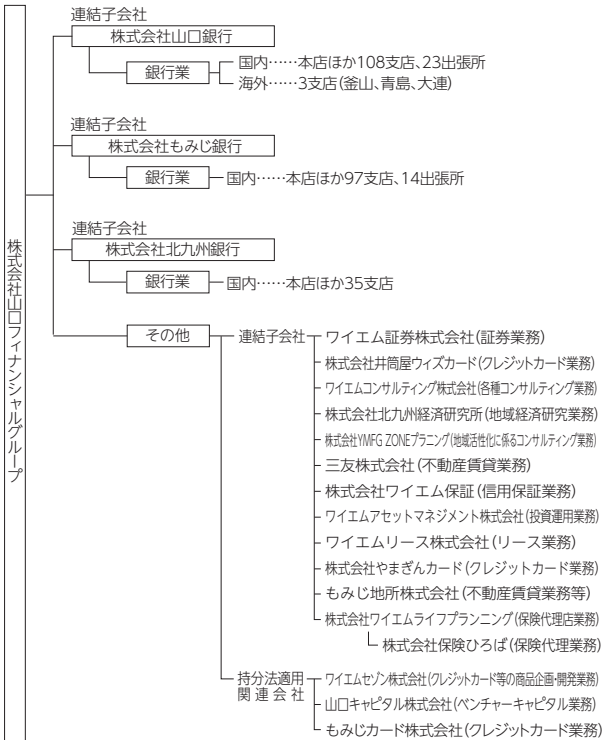 株式会社山口フィナンシャルグループ
連結子会社
株式会社山口銀行
銀行業
国内……本店ほか108支店、23出張所
海外……3支店(釜山、青島、大連)
連結子会社
株式会社もみじ銀行
銀行業
国内……本店ほか97支店、14出張所
連結子会社
株式会社北九州銀行
銀行業
国内……本店ほか35支店
その他
連結子会社
ワイエム証券株式会社(証券業務)
株式会社井筒屋ウィズカード(クレジットカード業務)
ワイエムコンサルティング株式会社(各種コンサルティング業務)
株式会社北九州経済研究所(地域経済研究業務)
株式会社YMFG ZONEプラニング(地域活性化に係るコンサルティング業務)
三友株式会社(不動産賃貸業務)
株式会社ワイエム保証(信用保証業務)
ワイエムアセットマネジメント株式会社(投資運用業務)
ワイエムリース株式会社(リース業務)
株式会社やまぎんカード(クレジットカード業務)
もみじ地所株式会社(不動産賃貸業務等)
株式会社ワイエムライフプランニング(保険代理店業務)
株式会社保険ひろば(保険代理業務)
持分法適用
関連会社
ワイエムセゾン株式会社(クレジットカード等の商品企画・開発業務)
山口キャピタル株式会社(ベンチャーキャピタル業務)
もみじカード株式会社(クレジットカード業務)